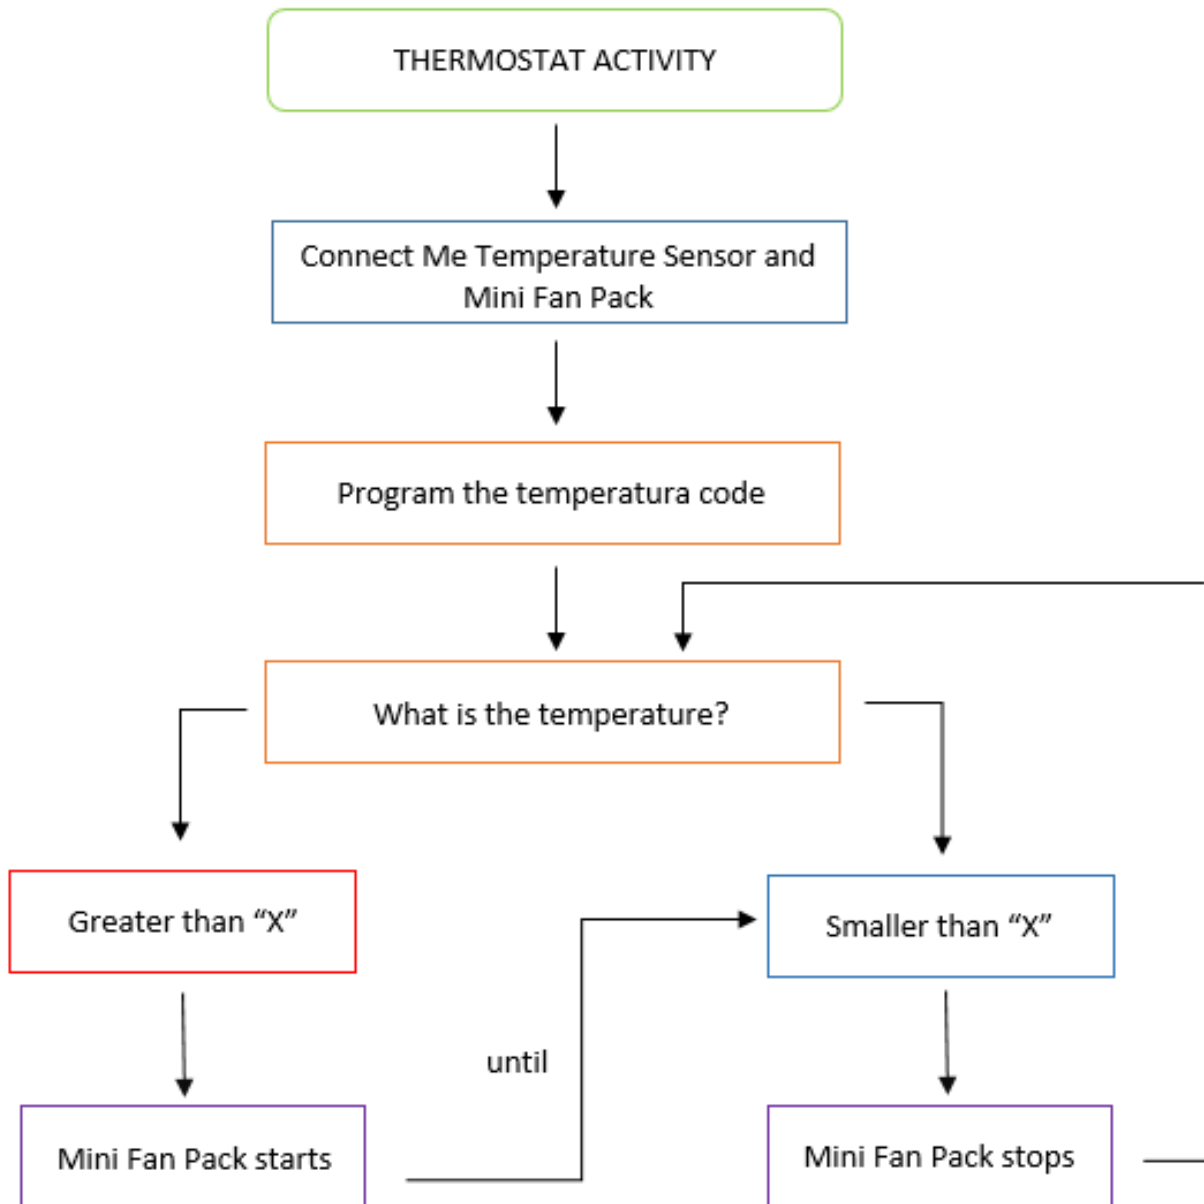 THERMOSTAT ACTIVITY
Connect Me Temperature Sensor and
Mini Fan Pack
Program the temperatura code
What is the temperature?
Greater than “X”
Smaller than “X”
until
Mini Fan Pack starts
Mini Fan Pack stops